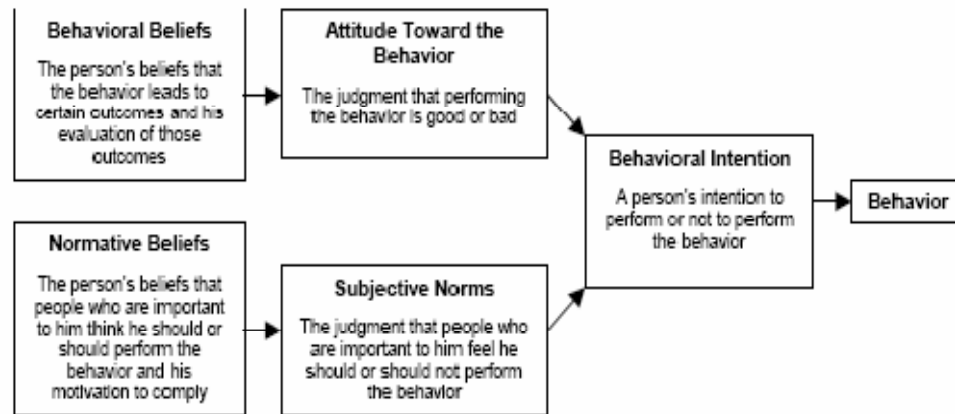 Behavioral Beliefs
The person's beliefs that
the behavior leads to
certain outcomes and his
evaluation of those
outcomes
Attitude Toward the
Behavior
The judgment that performing
the behavior is good or bad
Normative Beliefs
The person's beliefs that
people who are important
to him think he should or
should perform the
behavior and his
motivation to comply
Subjective Norms
The judgment that people who
are important to him feel he
should or should not perform
the behavior
Behavioral Intention
A person's intention to
perform or not to perform
the behavior
Behavior